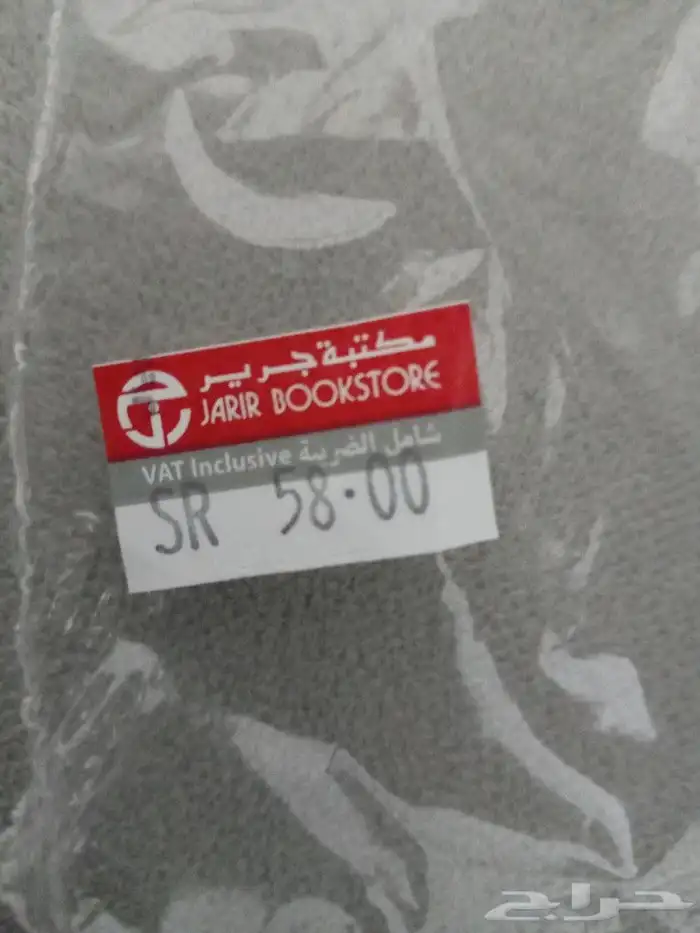 مكتبة جرير
JARIR BOOKSTORE
VAT Inclusive شامل الضريبة
SR 58.00
حراج